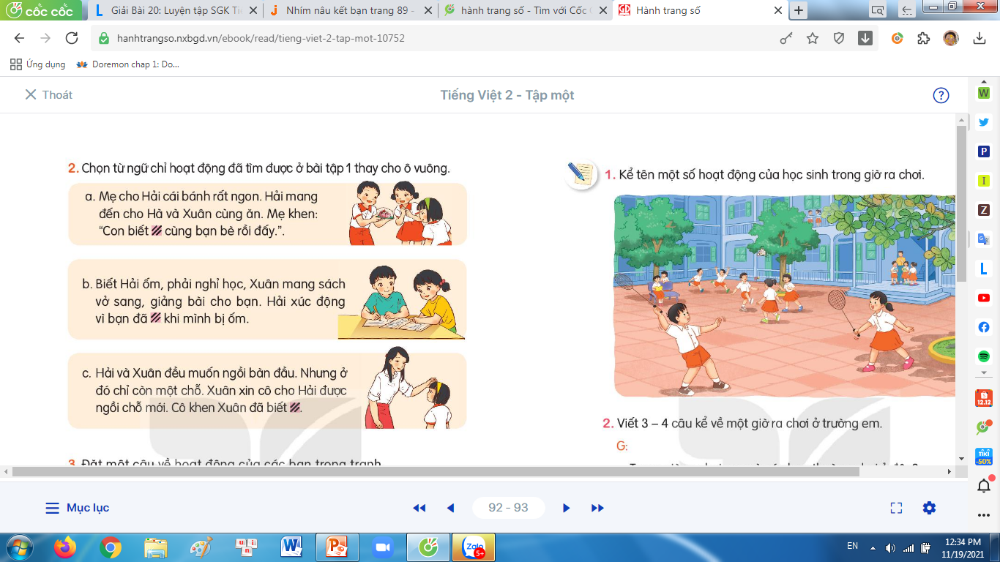 cốc cốc
Giải Bài 20: Luyện tập SGK Ti
Nhím nâu kết bạn trang 89 -
hành trang số - Tìm với Cốc
Hành trang số
hanhtrangso.nxbgd.vn/ebook/read/tieng-viet-2-tap-mot-10752
Ứng dụng
Doremon chap 1: Do...
Thoát
Tiếng Việt 2 - Tập một
2. Chọn từ ngữ chỉ hoạt động đã tìm được ở bài tập 1 thay cho ô vuông.
a. Mẹ cho Hải cái bánh rất ngon. Hải mang
đến cho Hà và Xuân cùng ăn. Mẹ khen:
“Con biết cùng bạn bè rồi đấy.”.
b. Biết Hải ốm, phải nghỉ học, Xuân mang sách
vở sang, giảng bài cho bạn. Hải xúc động
vì bạn đã khi mình bị ốm.
c. Hải và Xuân đều muốn ngồi bàn đầu. Nhưng ở
đó chỉ còn một chỗ. Xuân xin cô cho Hải được
ngồi chỗ mới. Cô khen Xuân đã biết .
3. Đặt một câu về hoạt động của các bạn trong tranh
1. Kể tên một số hoạt động của học sinh trong giờ ra chơi.
2. Viết 3 – 4 câu kể về một giờ ra chơi ở trường em.
G:
Mục lục
92 - 93
12.12
TIKI
-50%
Zalo
5+
EN
12:34 PM
11/19/2021